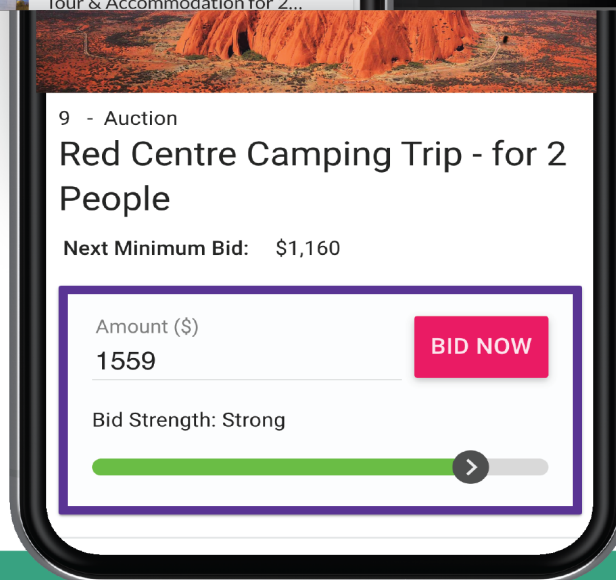 Tour & Accommodation for 2...
9 - Auction
Red Centre Camping Trip - for 2
People
Next Minimum Bid: $1,160
Amount ($)
1559
BID NOW
Bid Strength: Strong